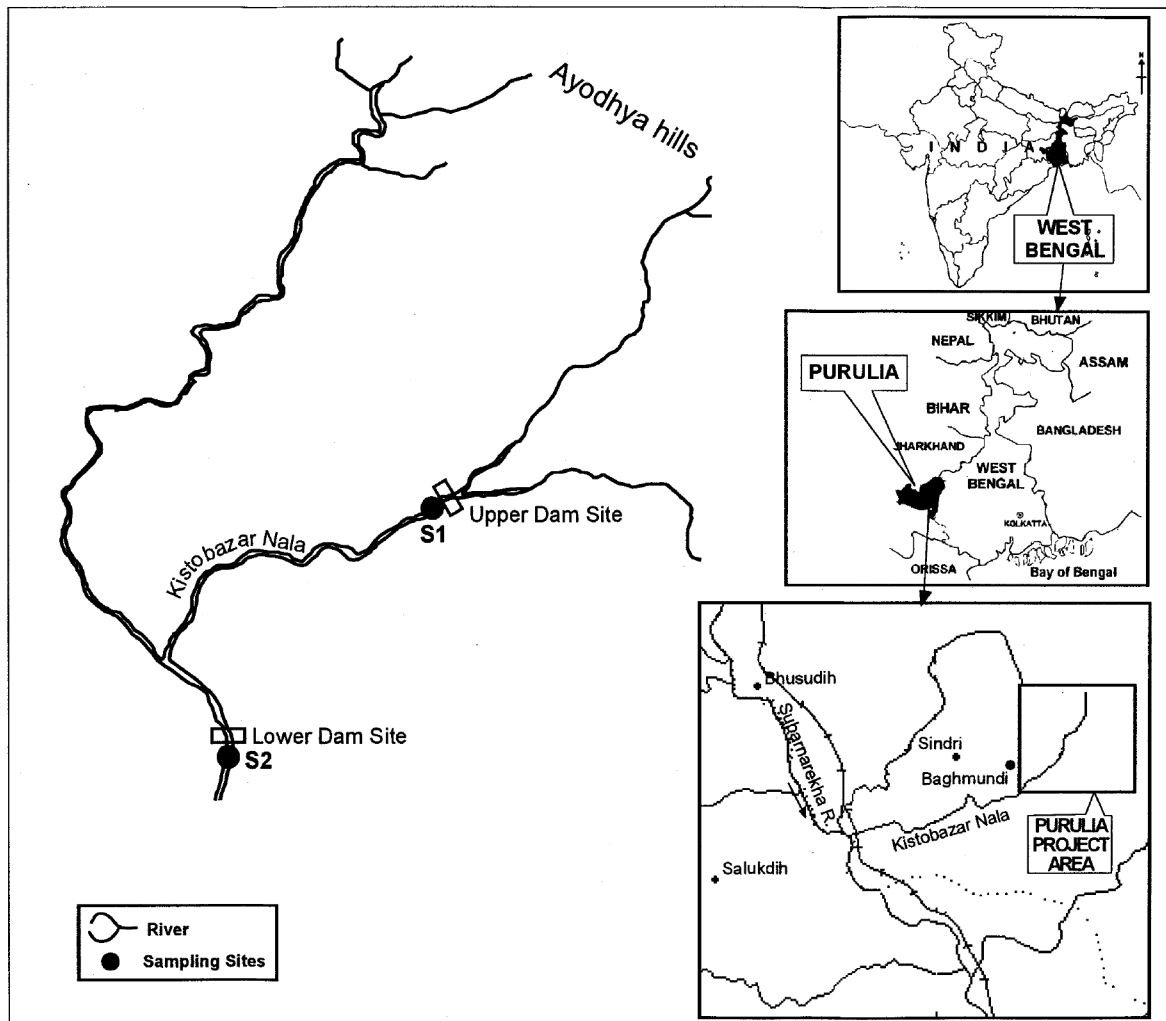 Ayodhya hills
Upper Dam Site
S1
Kistobazar Nala
Lower Dam Site
S2
River
Sampling Sites
N
INDIA
WEST
BENGAL
SIKKIM
BHUTAN
NEPAL
ASSAM
PURULIA
BIHAR
BANGLADESH
JHARKHAND
WEST
BENGAL
KOLKATTA
ORISSA
Bay of Bengal
Bhusudih
Subarnarekha R.
Sindri
Baghmundi
Kistobazar Nala
PURULIA
PROJECT
AREA
Salukdih